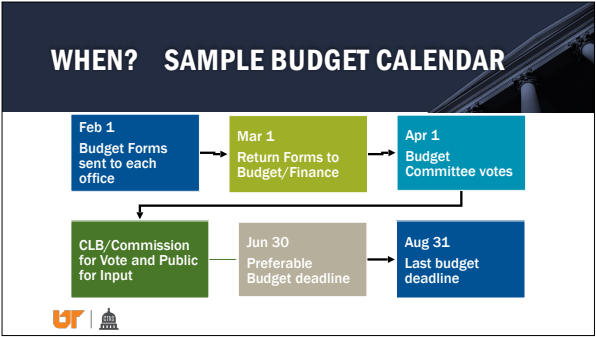 WHEN?   SAMPLE BUDGET CALENDAR
Feb 1
Budget Forms
sent to each
office
Mar 1
Return Forms to
Budget/Finance
Apr 1
Budget
Committee votes
CLB/Commission
for Vote and Public
for Input
Jun 30
Preferable
Budget deadline
Aug 31
Last budget
deadline
UT
CTAS